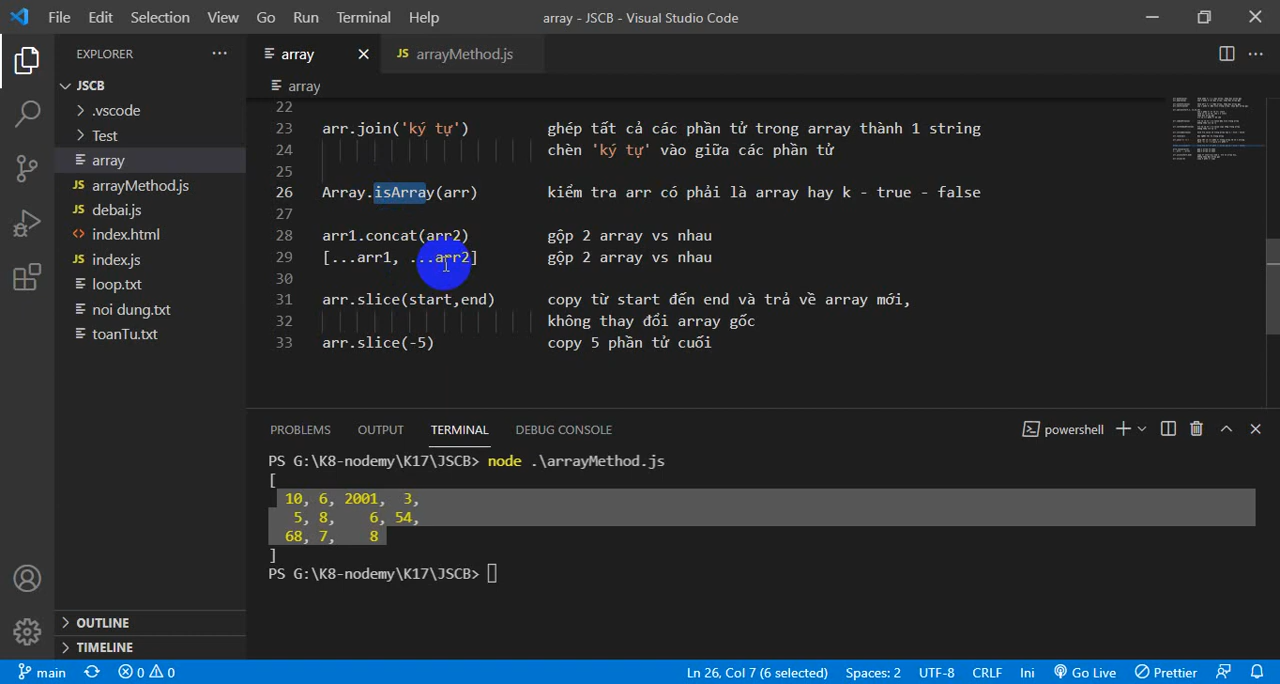 File Edit Selection View Go Run Terminal Help array - JSCB - Visual Studio Code
EXPLORER
JSCB
.vscode
Test
array
JS arrayMethod.js
JS debai.js
<> index.html
JS index.js
loop.txt
noi dung.txt
toanTu.txt
OUTLINE
TIMELINE
array JS arrayMethod.js
array
22
23 arr.join('ký tự') ghép tất cả các phần tử trong array thành 1 string
24 chèn 'ký tự' vào giữa các phần tử
25
26 Array.isArray(arr) kiểm tra arr có phải là array hay k - true - false
27
28 arr1.concat(arr2) gộp 2 array vs nhau
29 [...arr1, ...arr2] gộp 2 array vs nhau
30
31 arr.slice(start,end) copy từ start đến end và trả về array mới,
32 không thay đổi array gốc
33 arr.slice(-5) copy 5 phần tử cuối
PROBLEMS OUTPUT TERMINAL DEBUG CONSOLE powershell
PS G:\K8-nodemy\K17\JSCB> node .\arrayMethod.js
[
10, 6, 2001, 3,
5, 8, 6, 54,
68, 7, 8
]
PS G:\K8-nodemy\K17\JSCB>
main 0 0 Ln 26, Col 7 (6 selected) Spaces: 2 UTF-8 CRLF Ini Go Live Prettier